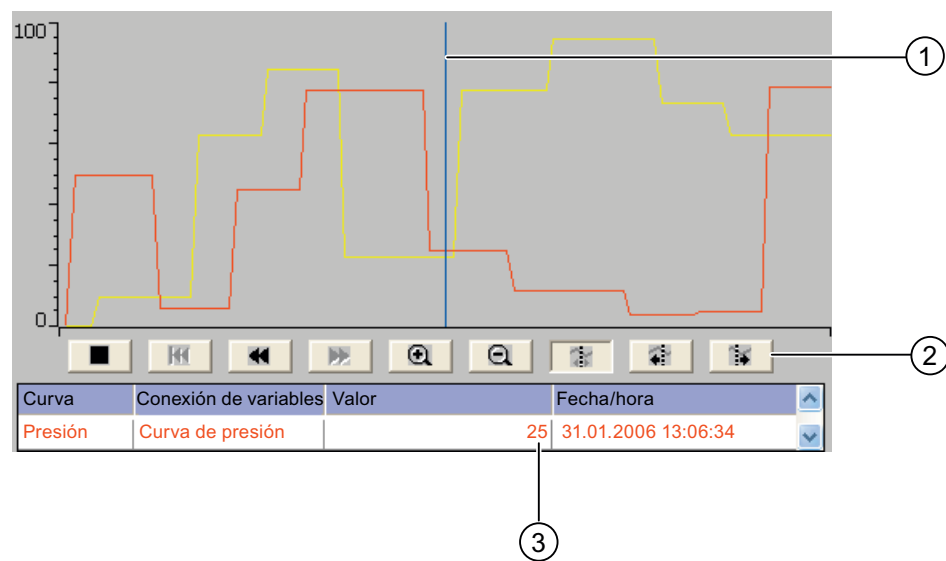 100
1
0
2
Curva Conexión de variables Valor Fecha/hora
Presión Curva de presión 25 31.01.2006 13:06:34
3